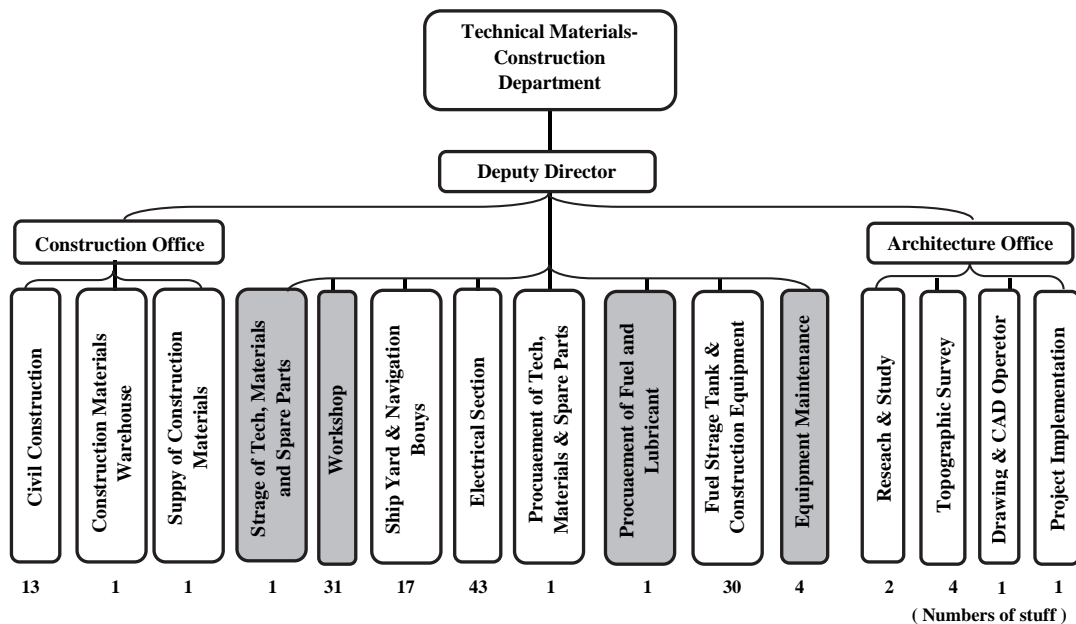 Technical Materials-
Construction
Department
Deputy Director
Construction Office
Architecture Office
Civil Construction
Construction Materials
Warehouse
Suppy of Construction
Materials
Strage of Tech, Materials
and Spare Parts
Workshop
Ship Yard & Navigation
Bouys
Electrical Section
Procuaement of Tech,
Materials & Spare Parts
Procuaement of Fuel and
Lubricant
Fuel Strage Tank &
Construction Equipment
Equipment Maintenance
Reseach & Study
Topographic Survey
Drawing & CAD Operetor
Project Implementation
13 1 1 1 31 17 43 1 1 30 4 2 4 1 1
( Numbers of stuff )